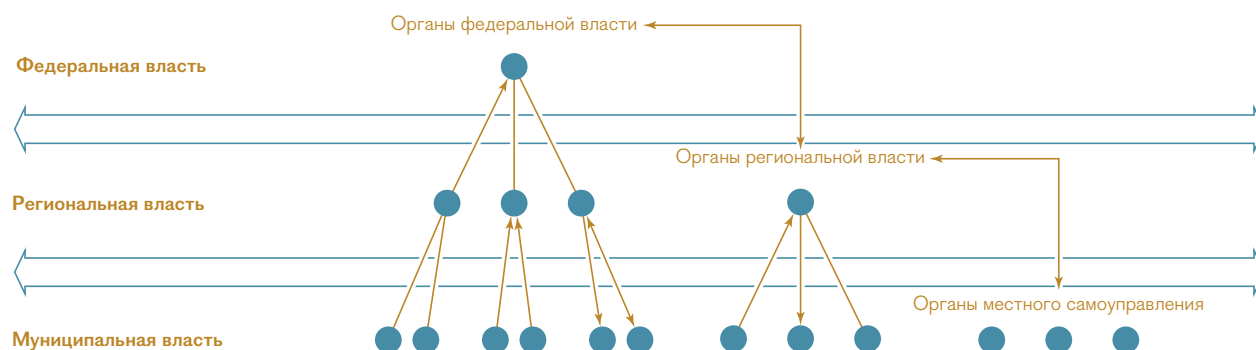 Органы федеральной власти
Федеральная власть
Органы региональной власти
Региональная власть
Органы местного самоуправления
Муниципальная власть